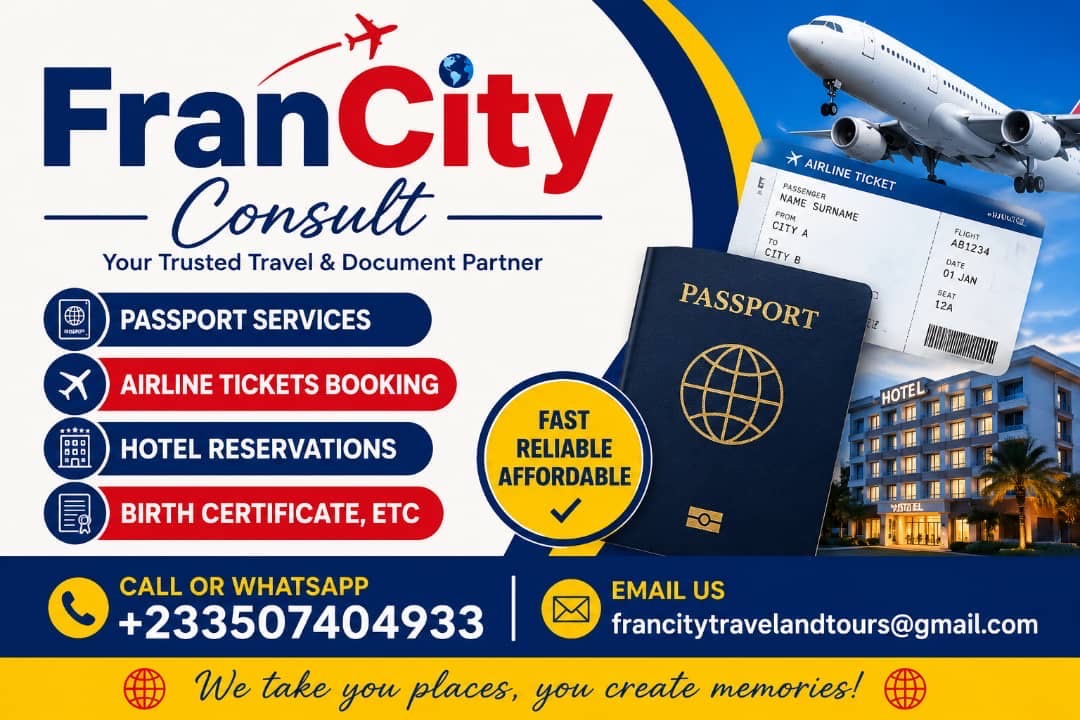 FranCity
Consult
Your Trusted Travel & Document Partner
PASSPORT SERVICES
AIRLINE TICKETS BOOKING
HOTEL RESERVATIONS
BIRTH CERTIFICATE, ETC
FAST
RELIABLE
AFFORDABLE
AIRLINE TICKET
PASSENGER
NAME SURNAME
FROM
CITY A
TO
CITY B
FLIGHT
AB1234
DATE
01 JAN
SEAT
12A
PASSPORT
HOTEL
CALL OR WHATSAPP
+233507404933
EMAIL US
francitytravelandtours@gmail.com
We take you places, you create memories!